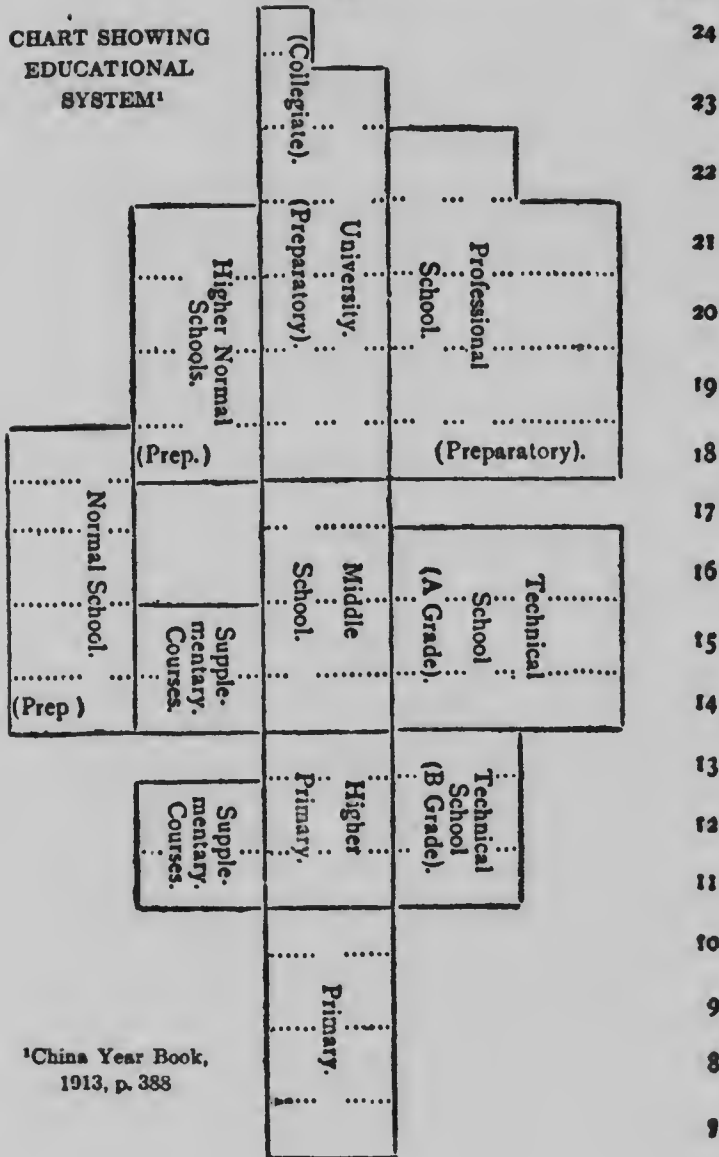 CHART SHOWING
EDUCATIONAL
SYSTEM¹
(Collegiate).
University.
(Preparatory).
Professional
School.
(Preparatory).
Higher Normal
Schools.
(Prep.)
Normal School.
(Prep )
Middle
School.
Technical
School
(A Grade).
Supple-
mentary.
Courses.
Higher
Primary.
Technical
School
(B Grade).
Supple-
mentary.
Courses.
Primary.
24
23
22
21
20
19
18
17
16
15
14
13
12
11
10
9
8
¹China Year Book,
1913, p. 388